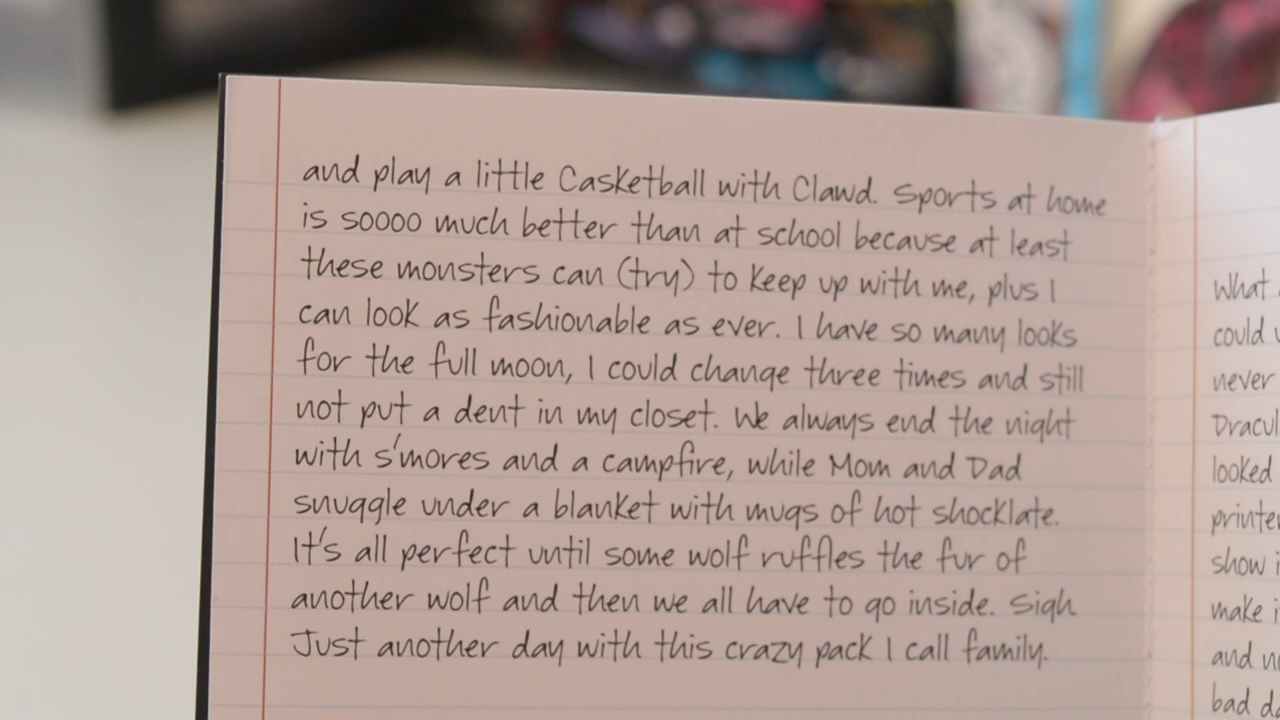 and play a little Casketball with Clawd. Sports at home
is soooo much better than at school because at least
these monsters can (try) to keep up with me, plus I
can look as fashionable as ever. I have so many looks
for the full moon, I could change three times and still
not put a dent in my closet. We always end the night
with s'mores and a campfire, while Mom and Dad
snuggle under a blanket with mugs of hot shocklate.
It's all perfect until some wolf ruffles the fur of
another wolf and then we all have to go inside. Sigh
Just another day with this crazy pack I call family.
What
could
never
looked
show
make
and
bad